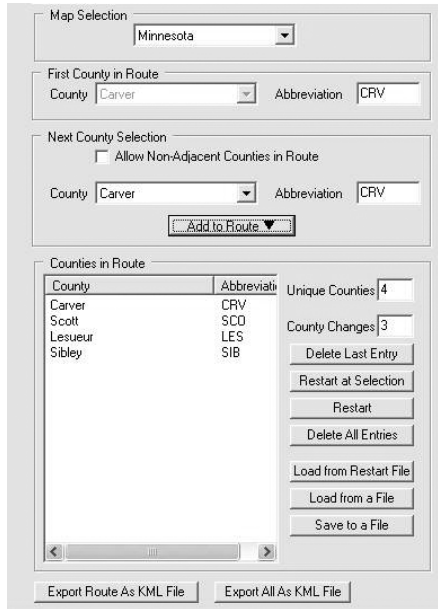 Map Selection
Minnesota
First County in Route
County Carver Abbreviation CRV
Next County Selection
Allow Non-Adjacent Counties in Route
County Carver Abbreviation CRV
Add to Route ▼
Counties in Route
County Abbreviati
Carver CRV
Scott SCO
Lesueur LES
Sibley SIB
Unique Counties 4
County Changes 3
Delete Last Entry
Restart at Selection
Restart
Delete All Entries
Load from Restart File
Load from a File
Save to a File
Export Route As KML File Export All As KML File